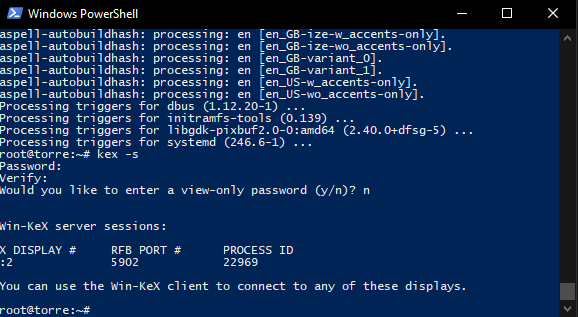 Windows PowerShell
aspell-autobuildhash: processing: en [en_GB-ize-w_accents-only].
aspell-autobuildhash: processing: en [en_GB-ize-wo_accents-only].
aspell-autobuildhash: processing: en [en_GB-variant_0].
aspell-autobuildhash: processing: en [en_GB-variant_1].
aspell-autobuildhash: processing: en [en_US-w_accents-only].
aspell-autobuildhash: processing: en [en_US-wo_accents-only].
Processing triggers for dbus (1.12.20-1) ...
Processing triggers for initramfs-tools (0.139) ...
Processing triggers for libgdk-pixbuf2.0-0:amd64 (2.40.0+dfsg-5) ...
Processing triggers for systemd (246.6-1) ...
root@torre:~# kex -s
Password:
Verify:
Would you like to enter a view-only password (y/n)? n
Win-KeX server sessions:
X DISPLAY # RFB PORT # PROCESS ID
:2 5902 22969
You can use the Win-KeX client to connect to any of these displays.
root@torre:~#